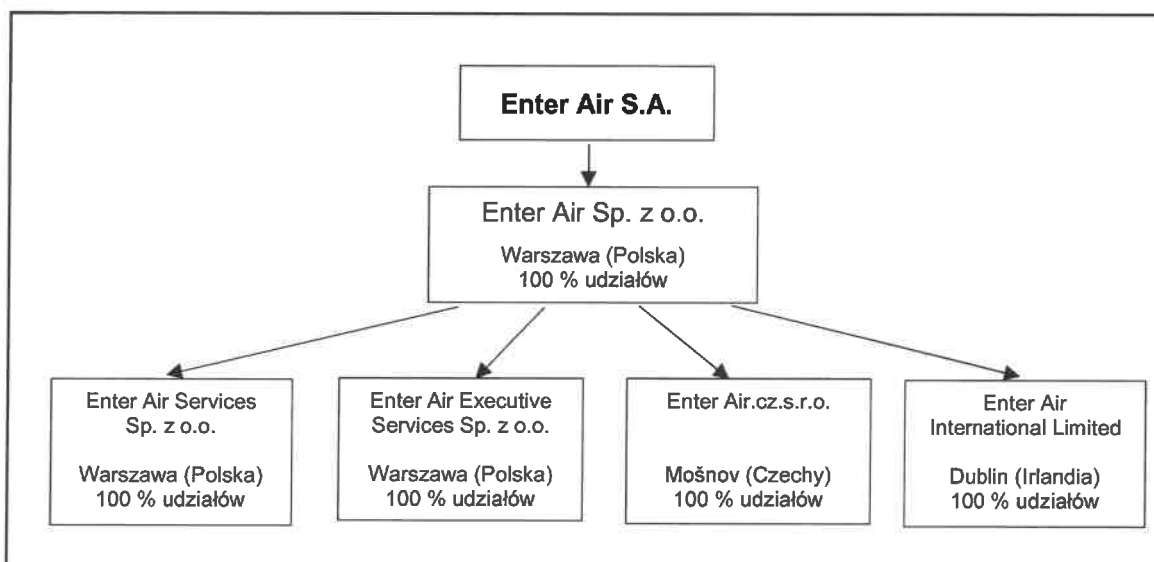 Enter Air S.A.
Enter Air Sp. z o.o.
Warszawa (Polska)
100 % udziałów
Enter Air Services
Sp. z o.o.
Warszawa (Polska)
100 % udziałów
Enter Air Executive
Services Sp. z o.o.
Warszawa (Polska)
100 % udziałów
Enter Air.cz.s.r.o.
Mošnov (Czechy)
100 % udziałów
Enter Air
International Limited
Dublin (Irlandia)
100 % udziałów